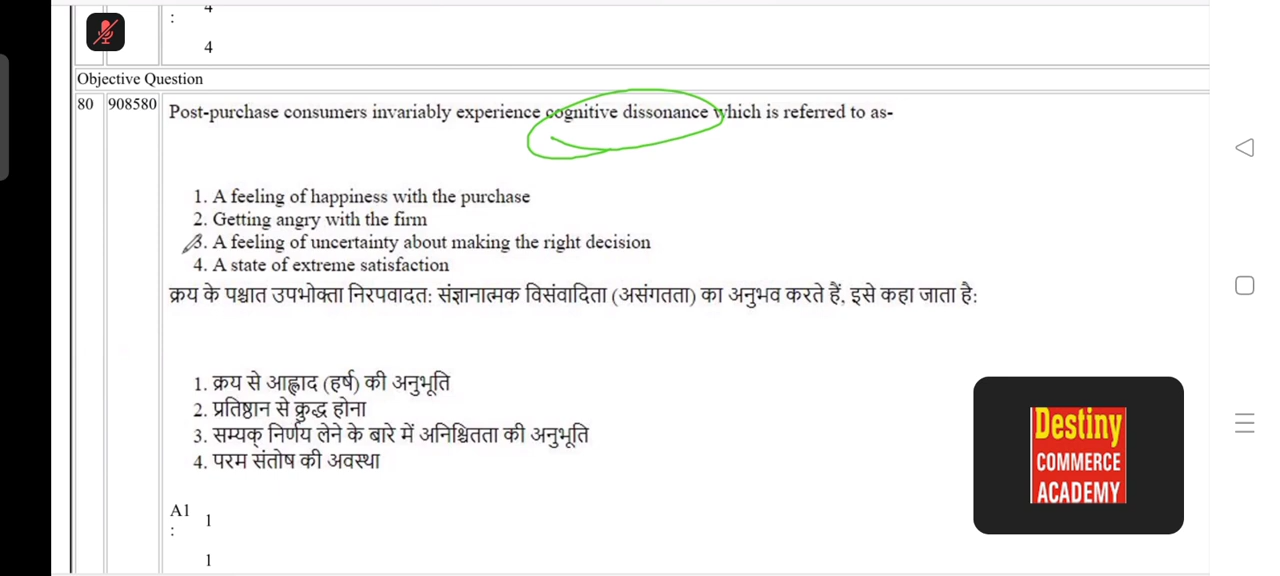 4
:
4
Objective Question
80 908580 Post-purchase consumers invariably experience cognitive dissonance which is referred to as-
1. A feeling of happiness with the purchase
2. Getting angry with the firm
3. A feeling of uncertainty about making the right decision
4. A state of extreme satisfaction
क्रय के पश्चात उपभोक्ता निरपवादत: संज्ञानात्मक विसंवादिता (असंगतता) का अनुभव करते हैं, इसे कहा जाता है:
1. क्रय से आह्लाद (हर्ष) की अनुभूति
2. प्रतिष्ठान से क्रुद्ध होना
3. सम्यक् निर्णय लेने के बारे में अनिश्चितता की अनुभूति
4. परम संतोष की अवस्था
A1
:
1
1
Destiny
COMMERCE
ACADEMY